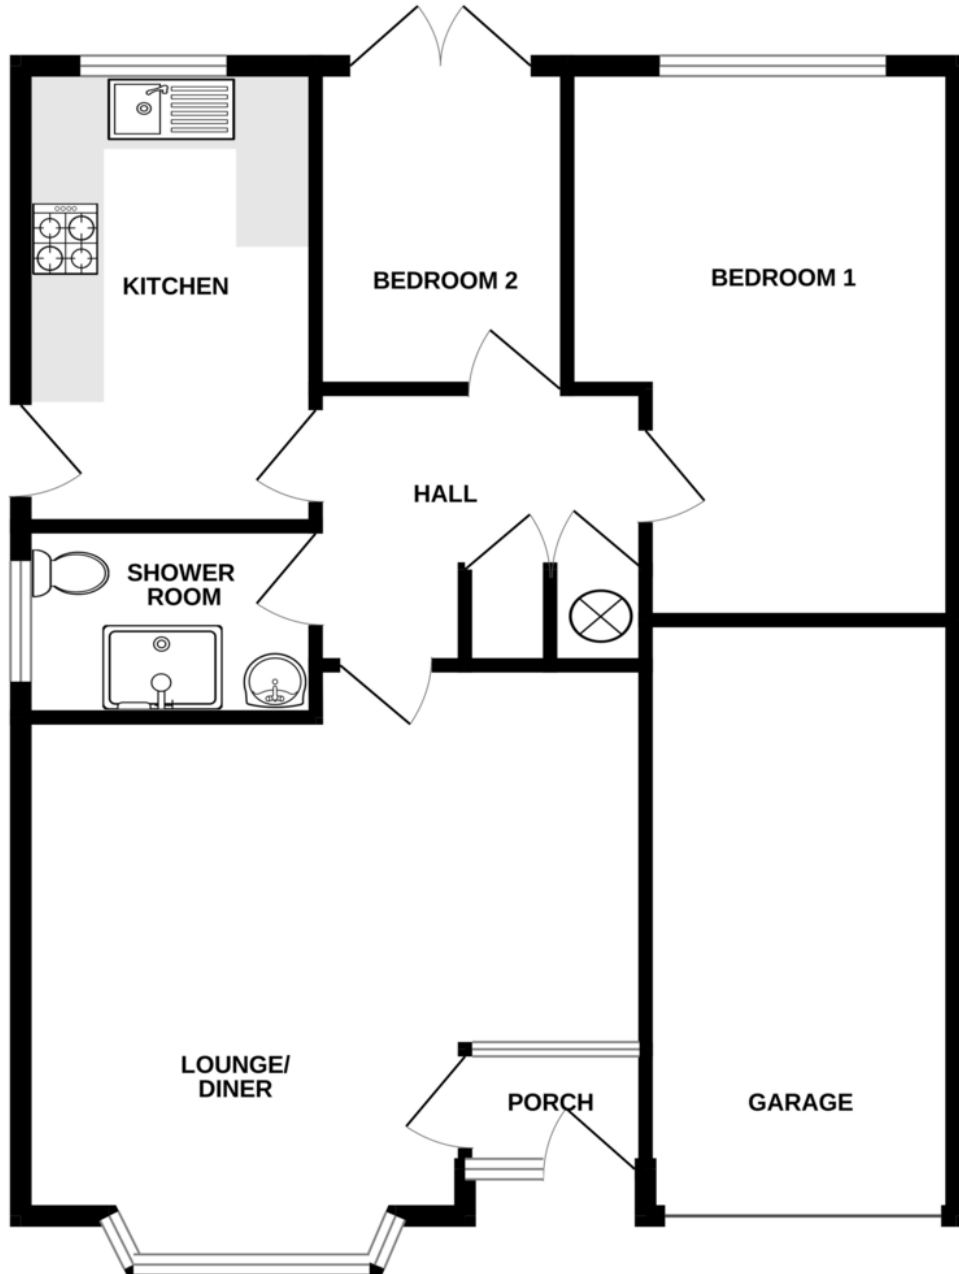 KITCHEN
BEDROOM 2
BEDROOM 1
HALL
SHOWER
ROOM
LOUNGE/
DINER
PORCH
GARAGE